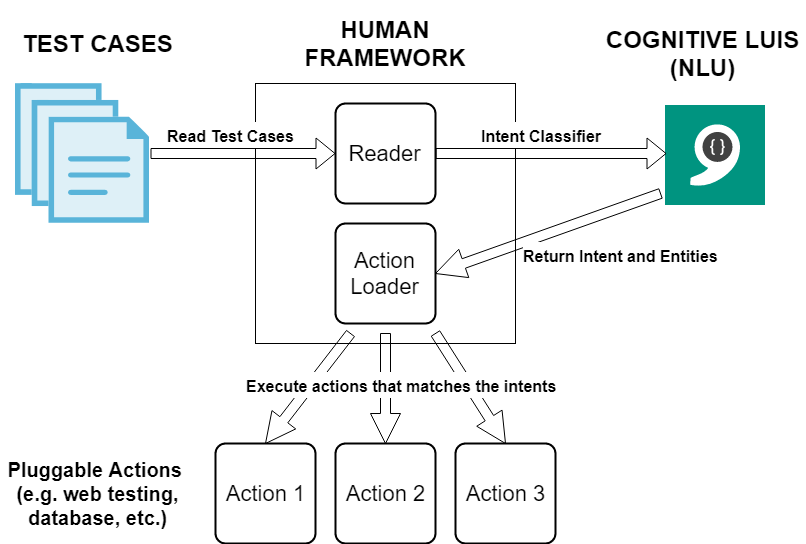 TEST CASES
HUMAN
FRAMEWORK
COGNITIVE LUIS
(NLU)
Read Test Cases
Reader
Intent Classifier
{ }
Action
Loader
Return Intent and Entities
Execute actions that matches the intents
Pluggable Actions
(e.g. web testing,
database, etc.)
Action 1
Action 2
Action 3